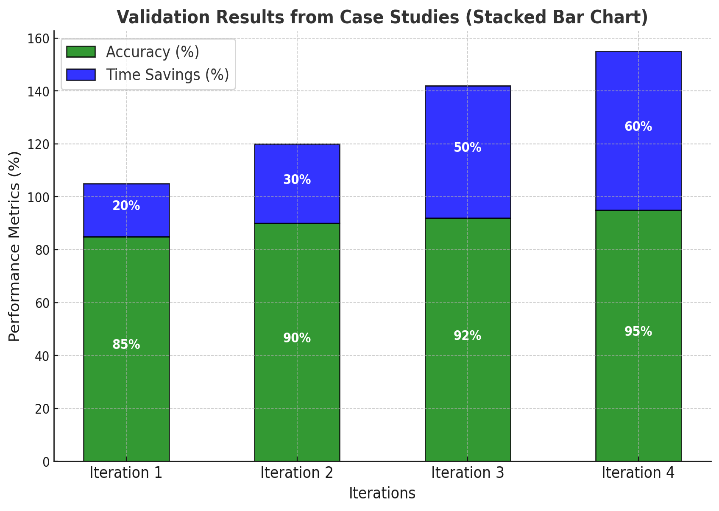 Validation Results from Case Studies (Stacked Bar Chart)
Accuracy (%)
Time Savings (%)
Performance Metrics (%)
160
140
120
100
80
60
40
20
0
20%
30%
50%
60%
85%
90%
92%
95%
Iteration 1
Iteration 2
Iteration 3
Iteration 4
Iterations